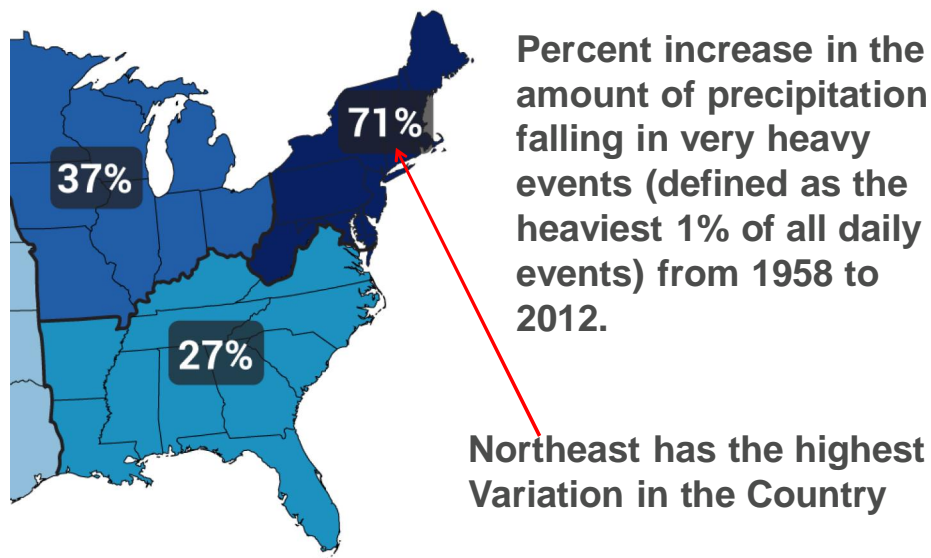 Percent increase in the
amount of precipitation
falling in very heavy
events (defined as the
heaviest 1% of all daily
events) from 1958 to
2012.
71%
37%
27%
Northeast has the highest
Variation in the Country